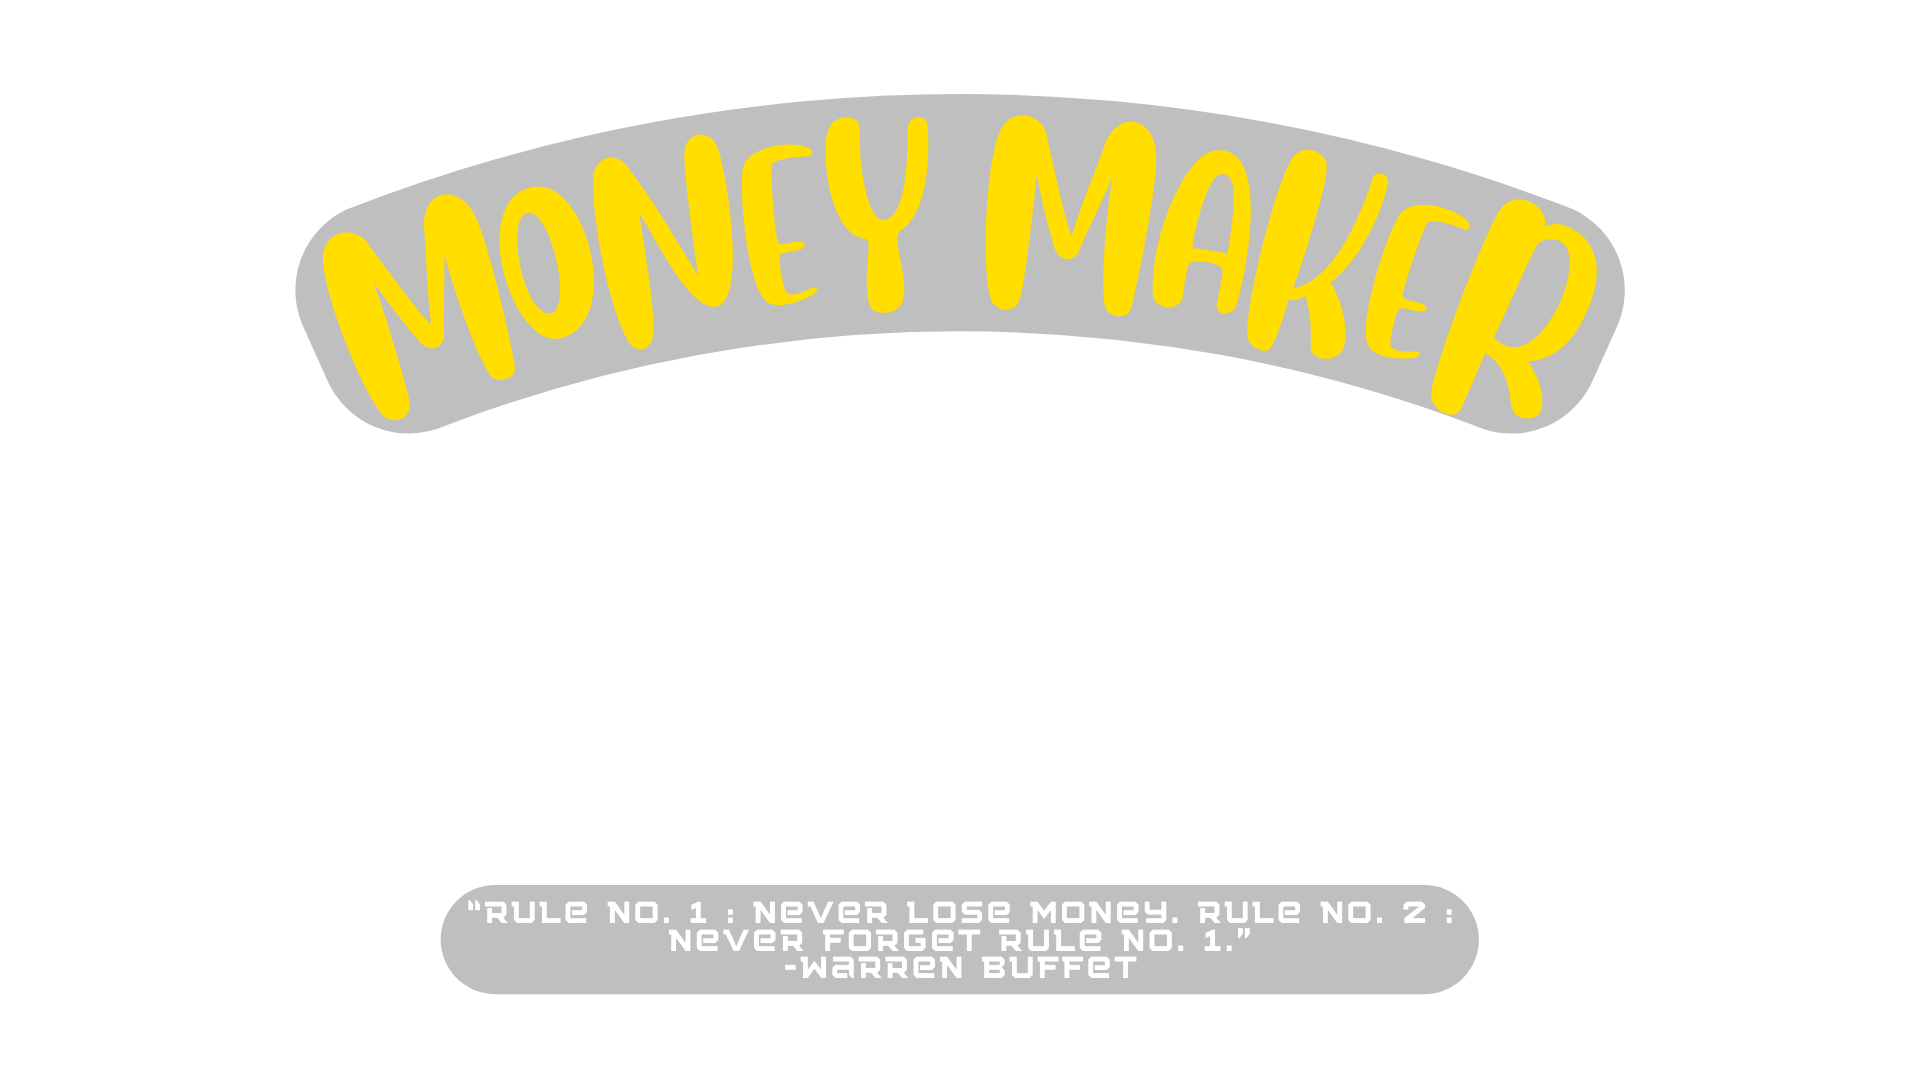 MONEY MAKER
“RULE NO. 1 : NEVER LOSE MONEY. RULE NO. 2 :
NEVER FORGET RULE NO. 1.”
-WARREN BUFFET